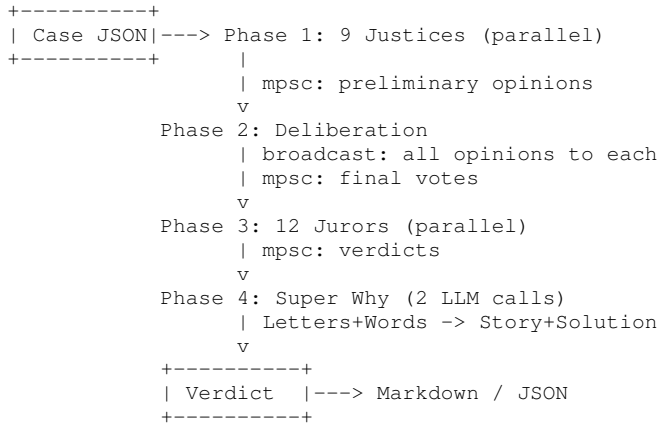 +----------+
| Case JSON|---> Phase 1: 9 Justices (parallel)
+----------+       |
                   | mpsc: preliminary opinions
                   v
            Phase 2: Deliberation
                   | broadcast: all opinions to each
                   | mpsc: final votes
                   v
            Phase 3: 12 Jurors (parallel)
                   | mpsc: verdicts
                   v
            Phase 4: Super Why (2 LLM calls)
                   | Letters+Words -> Story+Solution
                   v
            +----------+
            | Verdict  |---> Markdown / JSON
            +----------+